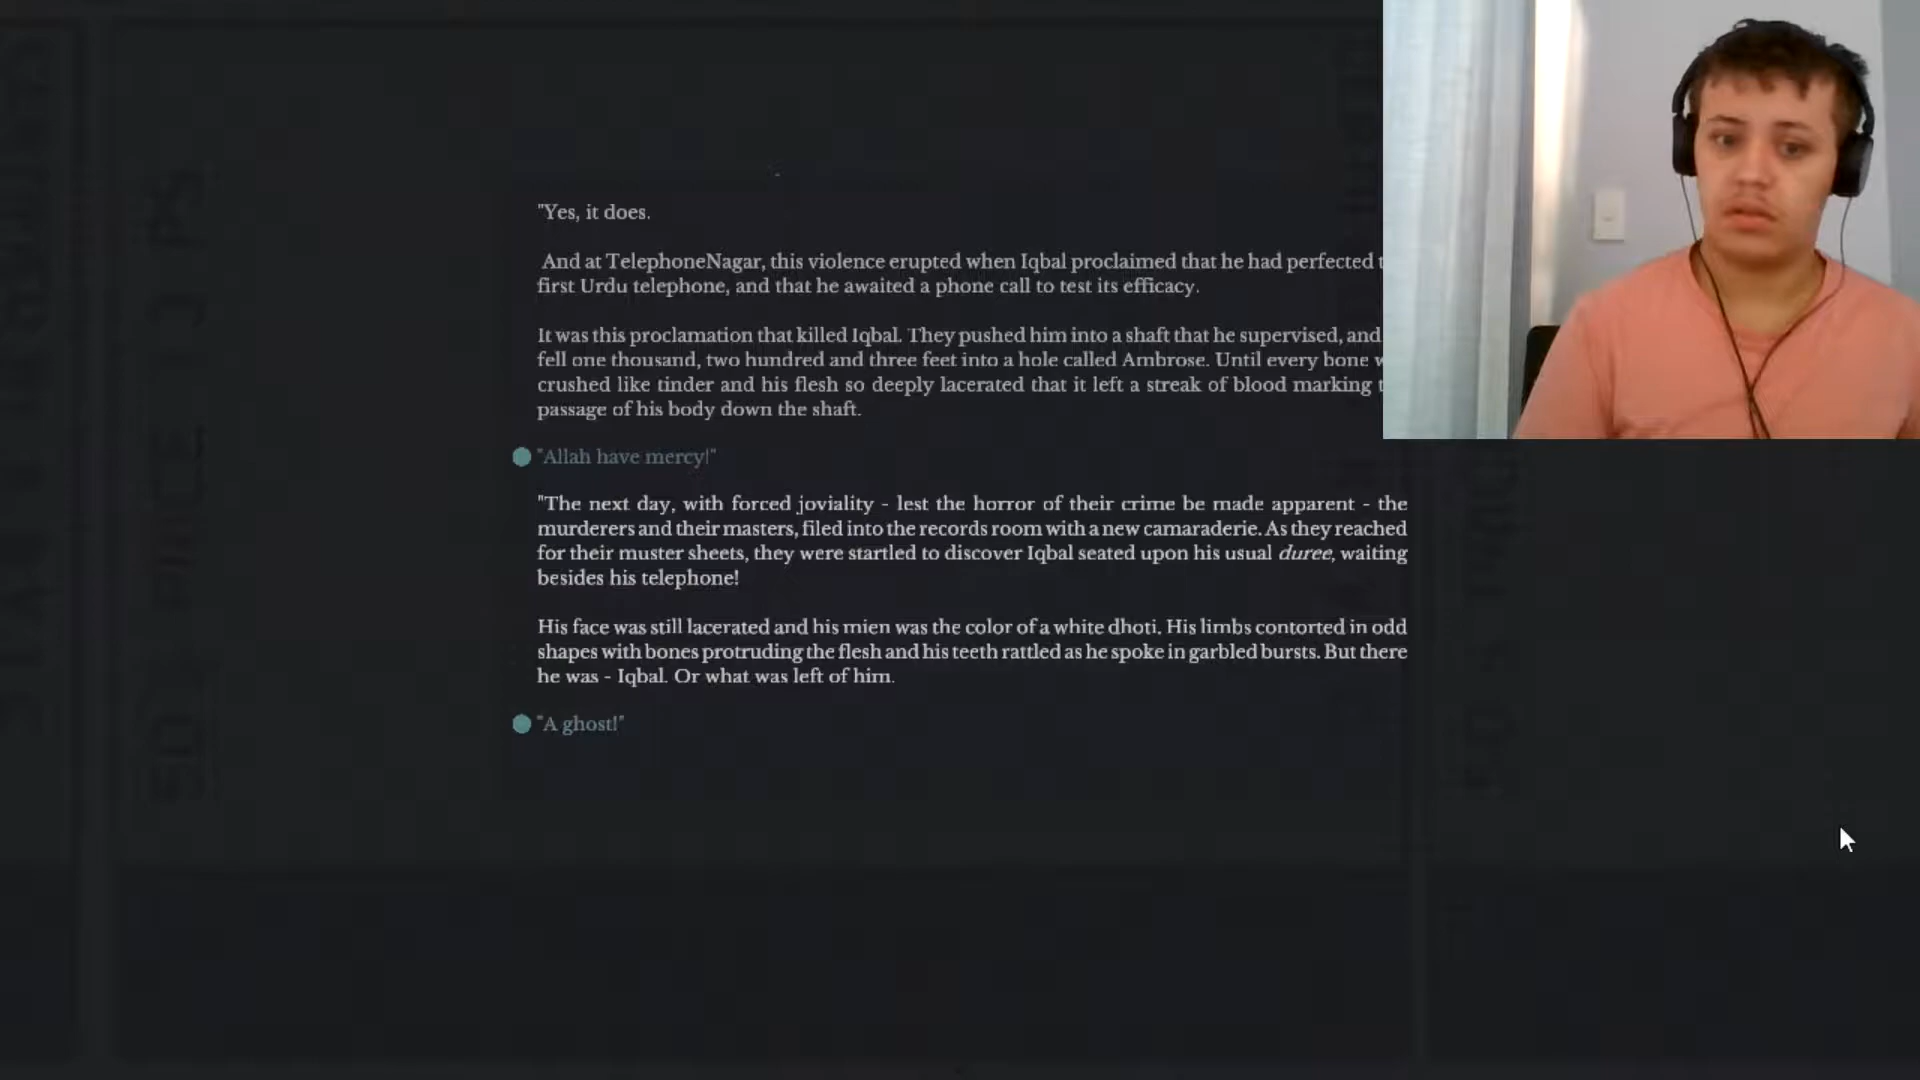 "Yes, it does.
And at TelephoneNagar, this violence erupted when Iqbal proclaimed that he had perfected
first Urdu telephone, and that he awaited a phone call to test its efficacy.
It was this proclamation that killed Iqbal. They pushed him into a shaft that he supervised, and
fell one thousand, two hundred and three feet into a hole called Ambrose. Until every bone
crushed like tinder and his flesh so deeply lacerated that it left a streak of blood marking
passage of his body down the shaft.
"Allah have mercy!"
"The next day, with forced joviality - lest the horror of their crime be made apparent - the
murderers and their masters, filed into the records room with a new camaraderie. As they reached
for their muster sheets, they were startled to discover Iqbal seated upon his usual duree, waiting
besides his telephone!
His face was still lacerated and his mien was the color of a white dhoti. His limbs contorted in odd
shapes with bones protruding the flesh and his teeth rattled as he spoke in garbled bursts. But there
he was - Iqbal. Or what was left of him.
"A ghost!"